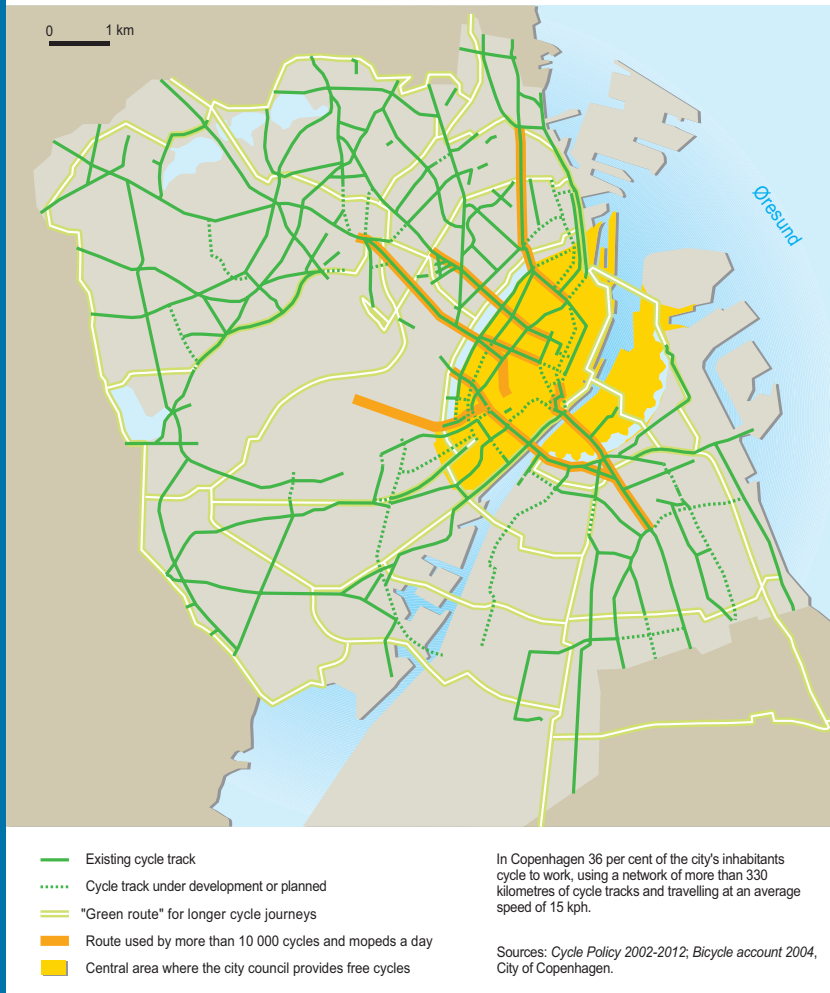 0 1 km
Øresund
Existing cycle track
Cycle track under development or planned
"Green route" for longer cycle journeys
Route used by more than 10 000 cycles and mopeds a day
Central area where the city council provides free cycles
In Copenhagen 36 per cent of the city's inhabitants
cycle to work, using a network of more than 330
kilometres of cycle tracks and travelling at an average
speed of 15 kph.
Sources: Cycle Policy 2002-2012; Bicycle account 2004,
City of Copenhagen.